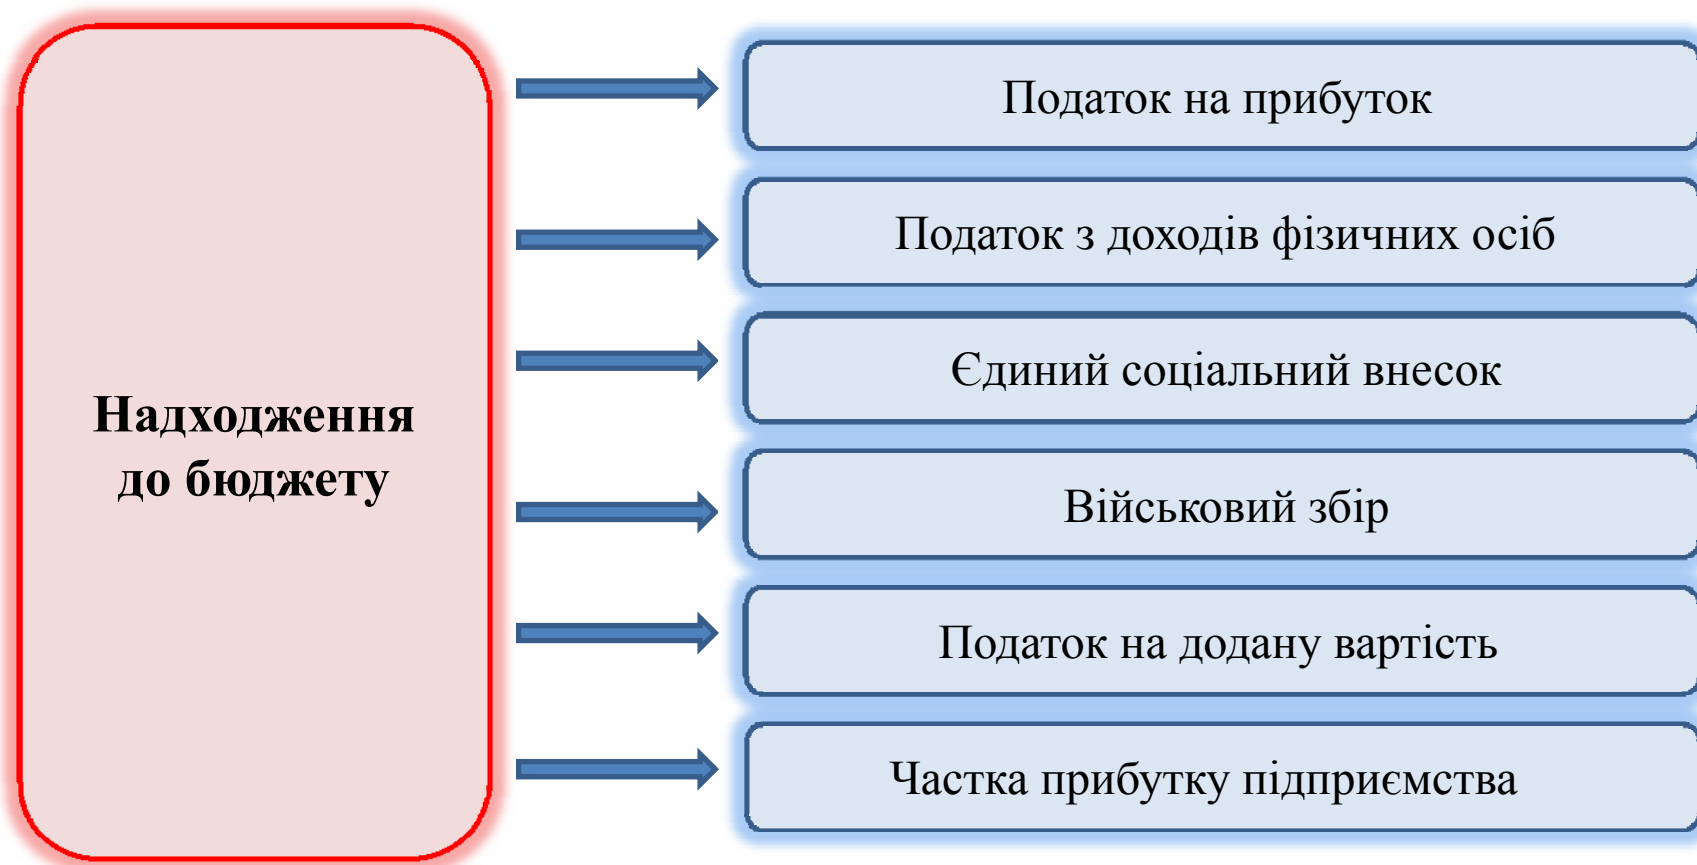 Надходження
до бюджету
Податок на прибуток
Податок з доходів фізичних осіб
Єдиний соціальний внесок
Військовий збір
Податок на додану вартість
Частка прибутку підприємства